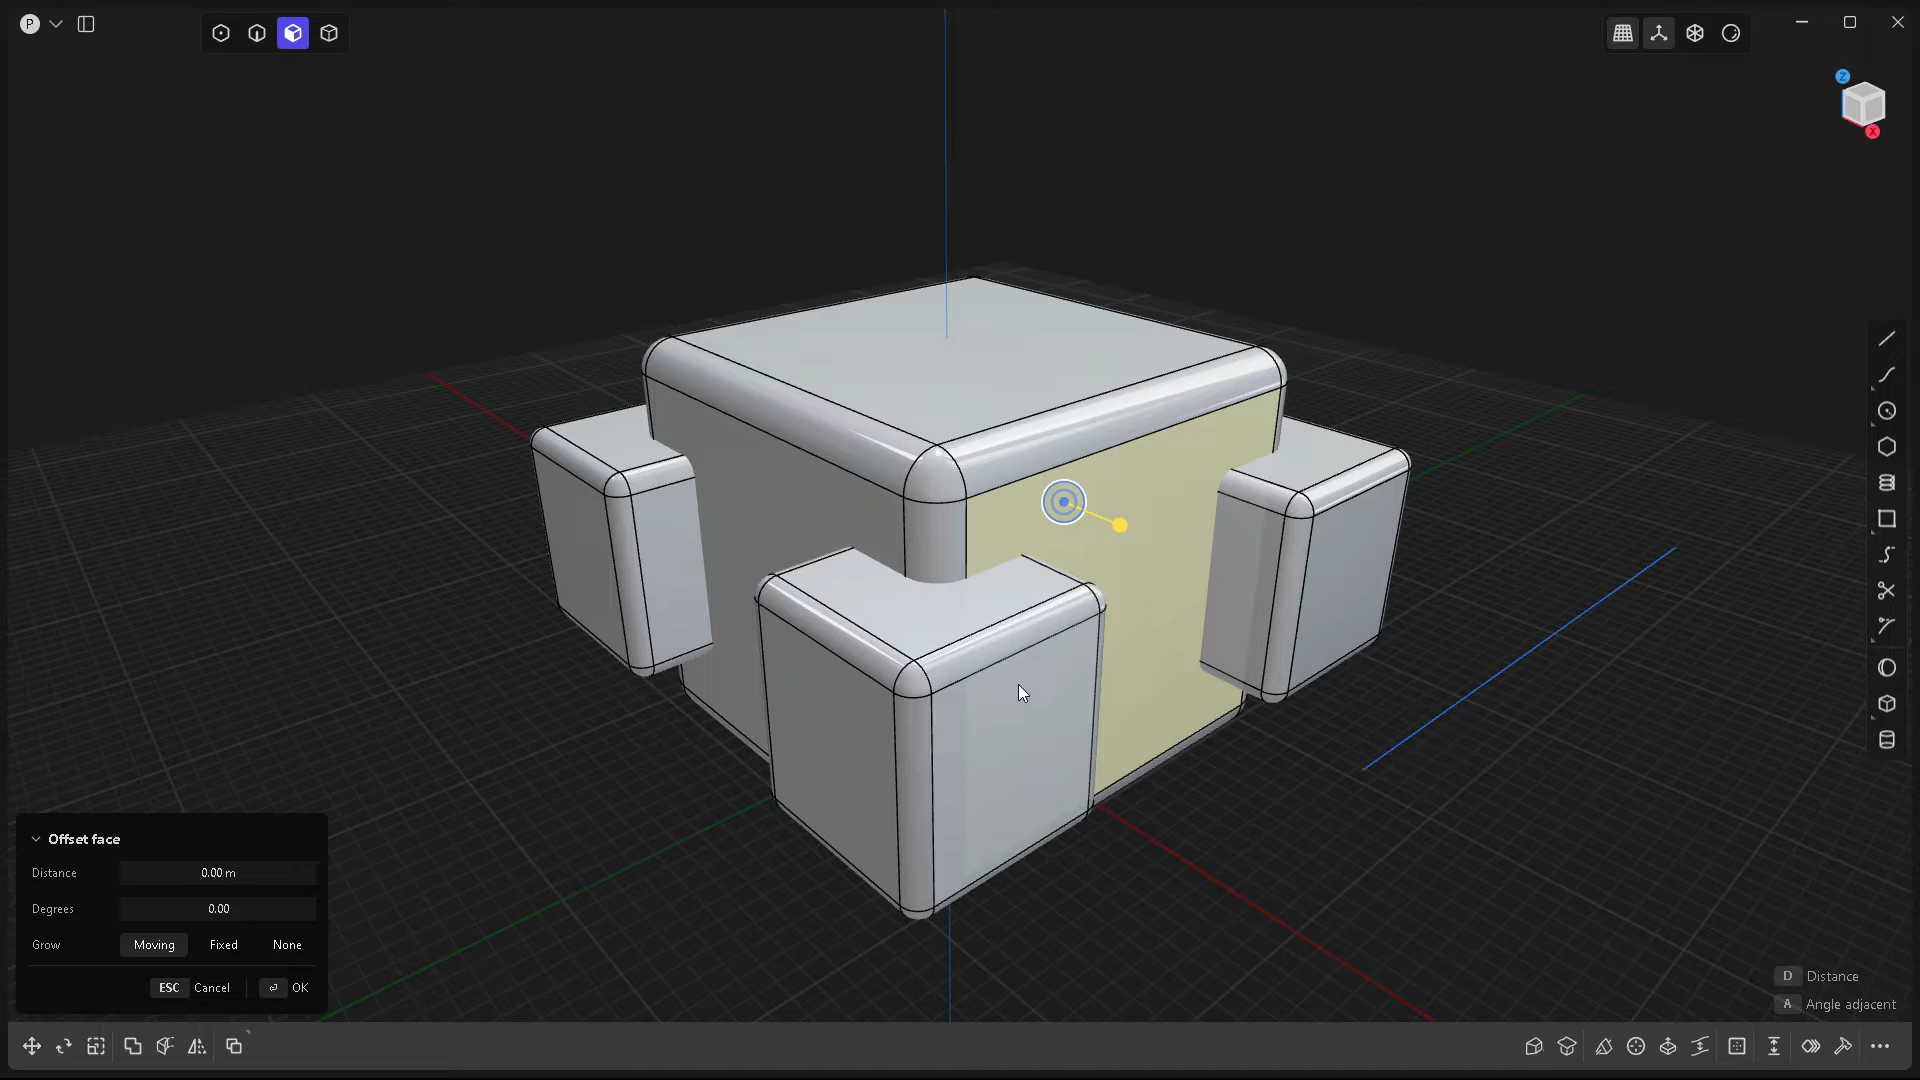 P
Z
X
Offset face
Distance 0.00 m
Degrees 0.00
Grow Moving Fixed None
ESC Cancel OK
D Distance
A Angle adjacent